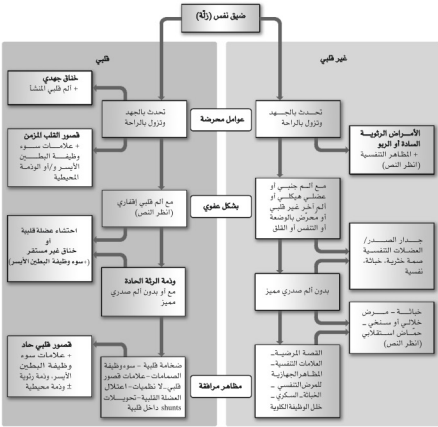 ضيق نفس (زلّة)
قلبي
غير قلبي
خناق جهدي
+ ألم قلبي المنشأ
تحدث بالجهد
وتزول بالراحة
عوامل محرضة
تحدث بالجهد
وتزول بالراحة
الأمراض الرئوية
السادة أو الربو
+ المظاهر التنفسية
(انظر النص)
قصور القلب المزمن
+ علامات سوء
وظيفة البطين
الأيسر و/أو الوذمة
المحيطية
مع ألم قلبي إقفاري
(انظر النص)
بشكل عفوي
مع ألم جنبي أو
عضلي هيكلي أو
ألم آخر غير قلبي
أو مُحرَّض بالوضعة
أو التنفس أو القلق
احتشاء عضلة قلبية
أو
خناق غير مستقر
(+سوء وظيفة البطين الأيسر)
جدار الصدر/
العضلات التنفسية
صمة خثرية، خباثة،
نفسية
وذمة الرئة الحادة
مع أو بدون ألم صدري
مميز
بدون ألم صدري مميز
خباثة – مرض
خلالي أو سنخي –
حماض استقلابي
(انظر النص)
قصور قلبي حاد
+ علامات سوء
وظيفة البطين
الأيسر، وذمة رئوية
± وذمة محيطية
ضخامة قلبية – سوء وظيفة
الصمامات – علامات قصور
قلبي – لا نظميات – اعتلال
العضلة القلبية – تحويلات
shunts داخل قلبية
مظاهر مرافقة
القصة المرضية –
العلامات التنفسية –
المظاهر الجهازية
للمرض التنفسي –
الخباثة – السكري –
خلل الوظيفة الكلوية